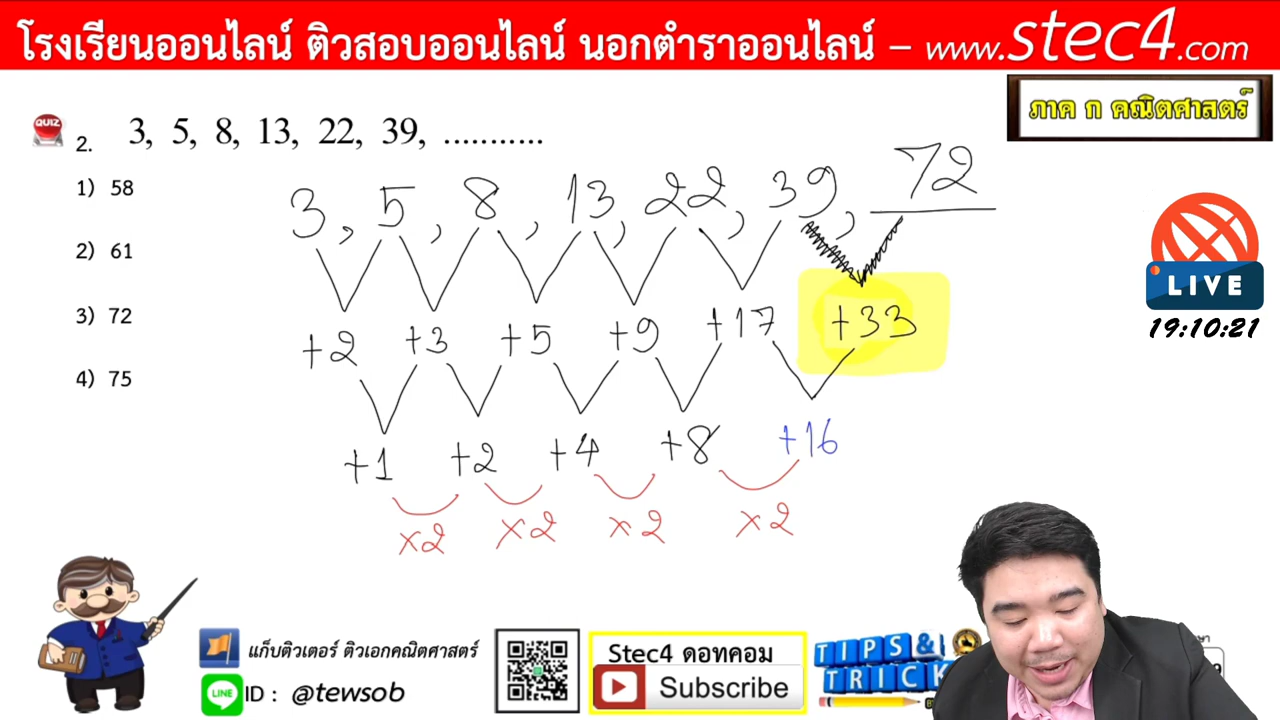 โรงเรียนออนไลน์ ติวสอบออนไลน์ นอกตำราออนไลน์ – www.stec4.com
ภาค ก คณิตศาสตร์
QUIZ
2. 3, 5, 8, 13, 22, 39, ...........
3, 5, 8, 13, 22, 39, 72
1) 58
2) 61
3) 72
4) 75
LIVE
19:10:21
+2 +3 +5 +9 +17 +33
+1 +2 +4 +8 +16
×2 ×2 ×2 ×2
แก๊บติวเตอร์ ติวเอกคณิตศาสตร์
LINE ID : @tewsob
Stec4 ดอทคอม
Subscribe
TIPS &
TRICK